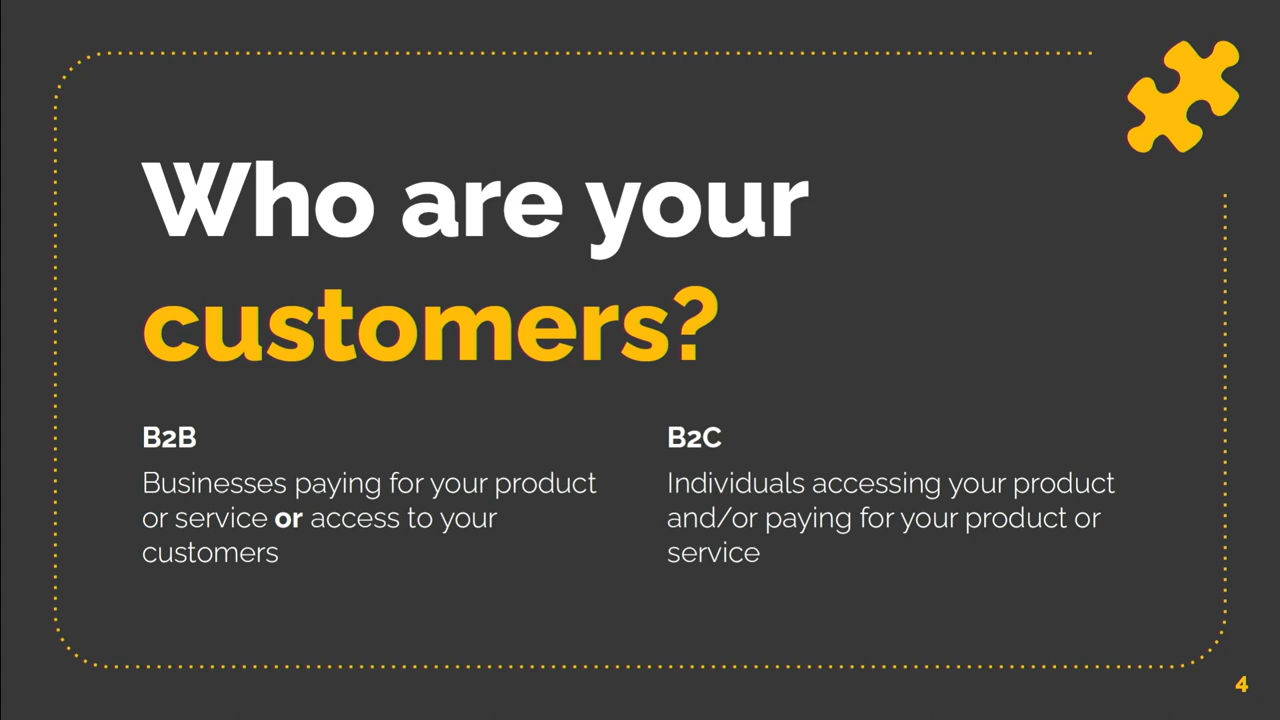 Who are your
customers?
B2B
Businesses paying for your product
or service or access to your
customers
B2C
Individuals accessing your product
and/or paying for your product or
service
4